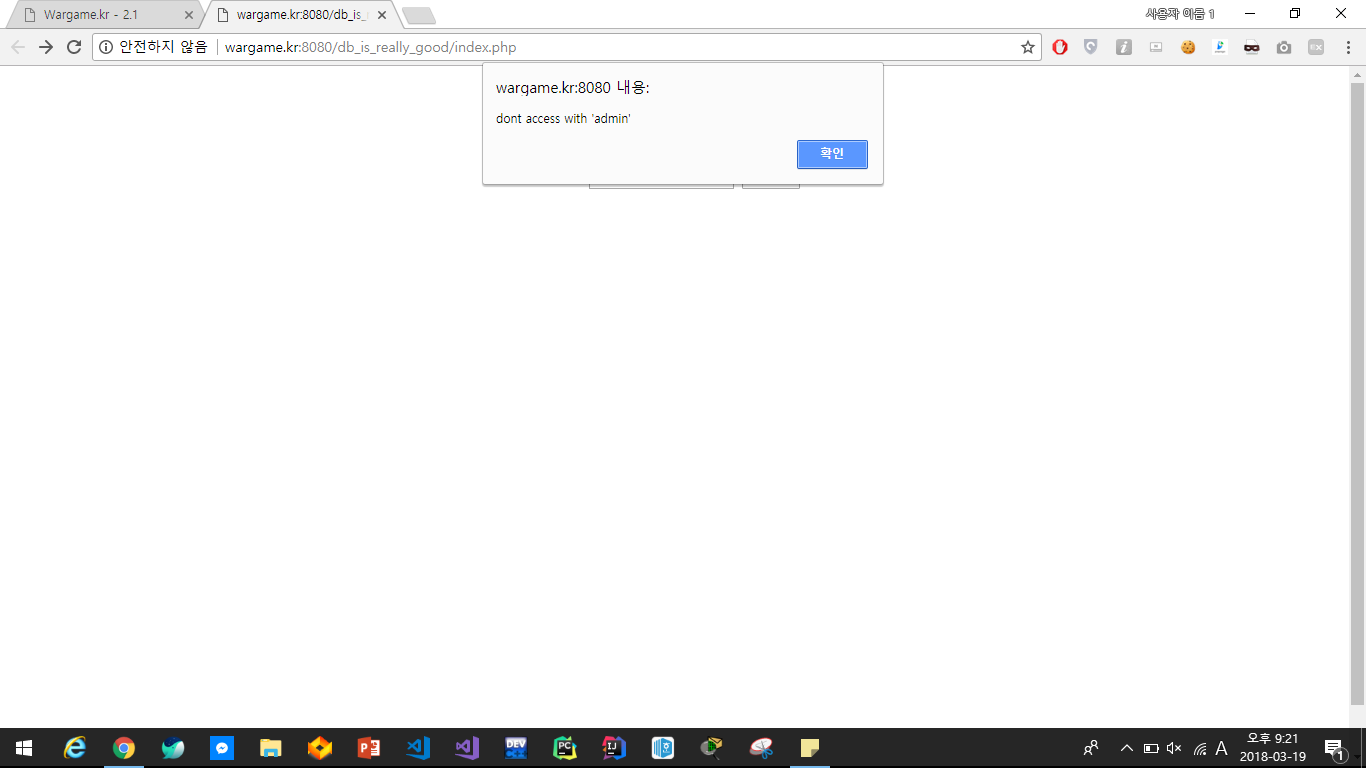 Wargame.kr - 2.1
wargame.kr:8080/db_is_
사용자 이름 1
안전하지 않음
wargame.kr:8080/db_is_really_good/index.php
wargame.kr:8080 내용:
dont access with 'admin'
확인
DEV
PC
IJ
A
오후 9:21
2018-03-19
1